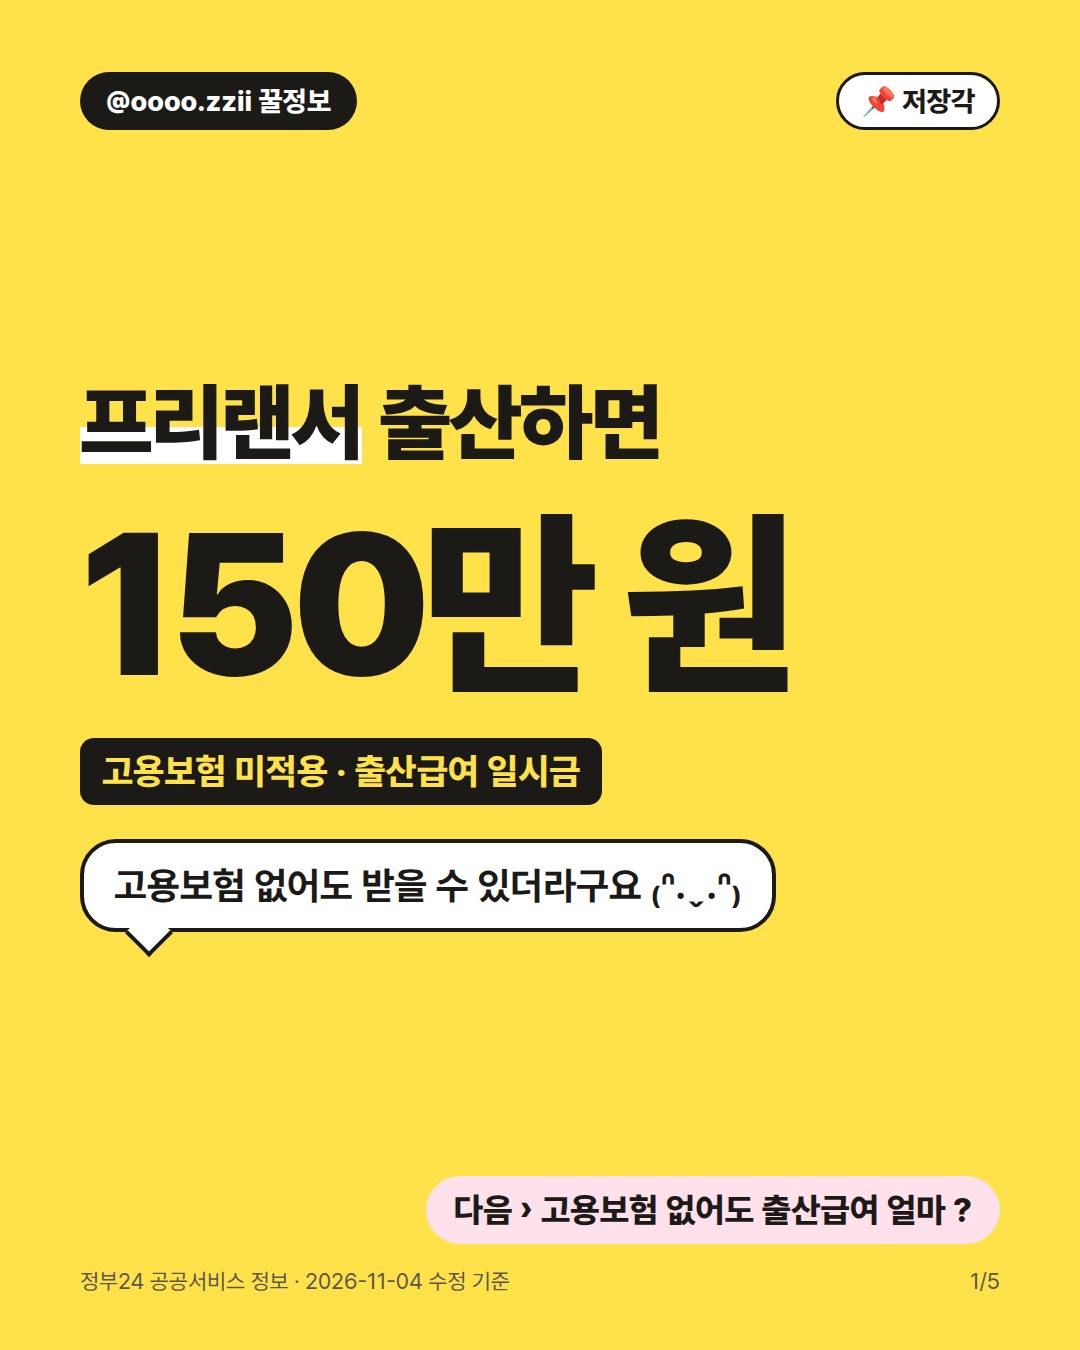 @oooo.zzii 꿀정보
📌 저장각
프리랜서 출산하면
150만 원
고용보험 미적용 · 출산급여 일시금
고용보험 없어도 받을 수 있더라구요 ₍ᐢ.ˬ.ᐢ₎
다음 › 고용보험 없어도 출산급여 얼마 ?
정부24 공공서비스 정보 · 2026-11-04 수정 기준
1/5